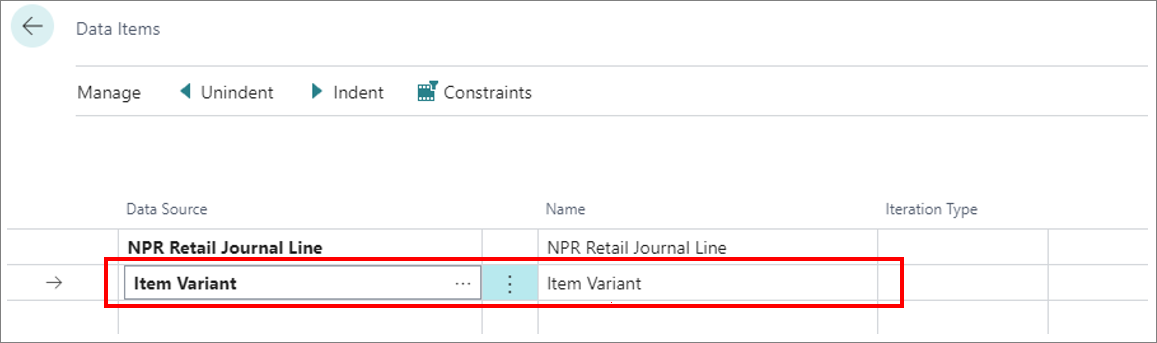 Data Items
Manage Unindent Indent Constraints
Data Source Name Iteration Type
NPR Retail Journal Line NPR Retail Journal Line
Item Variant ... Item Variant